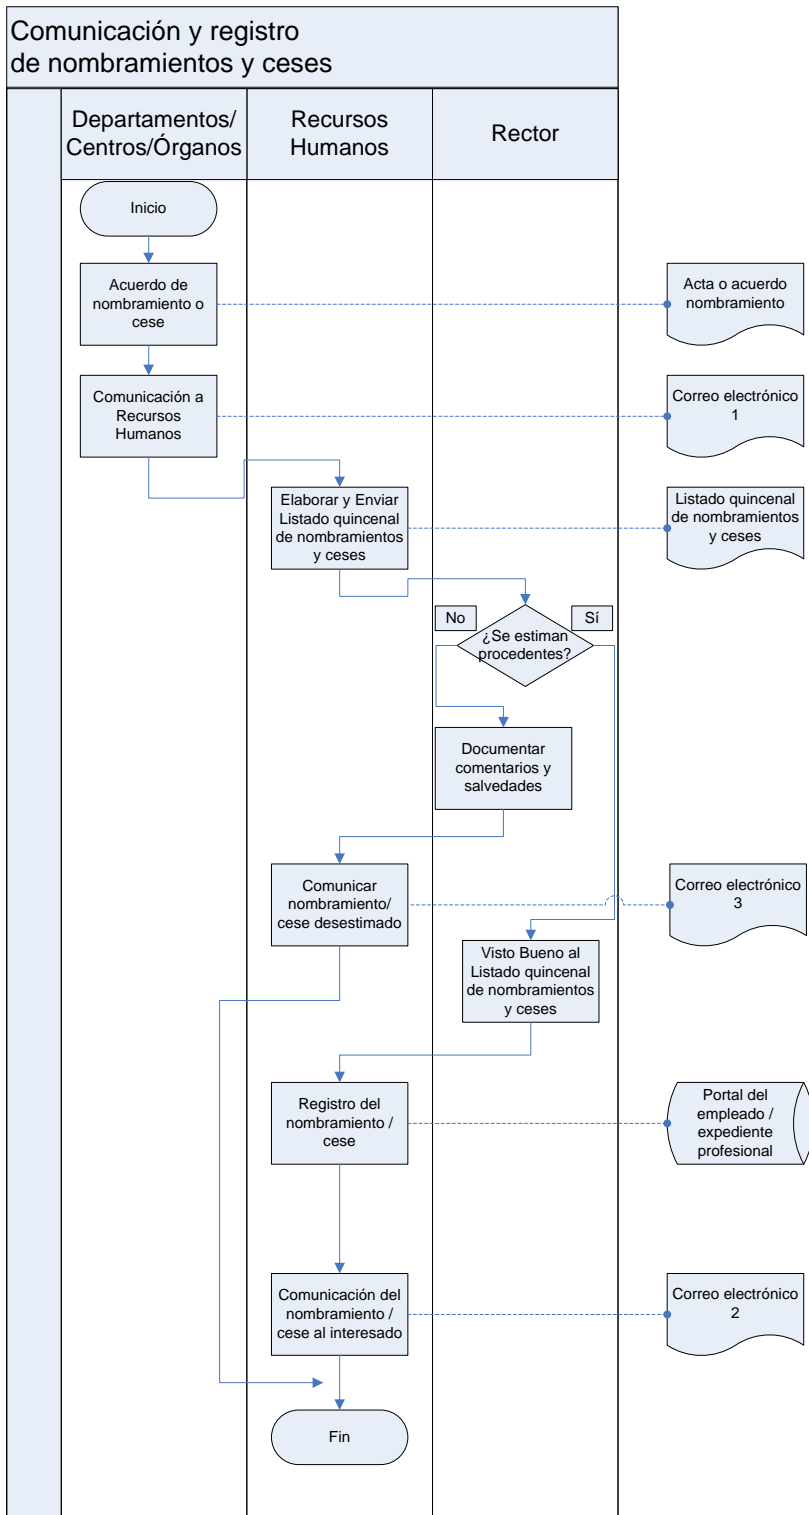 Comunicación y registro
de nombramientos y ceses
Departamentos/
Centros/Órganos
Recursos
Humanos
Rector
Inicio
Acuerdo de
nombramiento o
cese
Acta o acuerdo
nombramiento
Comunicación a
Recursos
Humanos
Correo electrónico
1
Elaborar y Enviar
Listado quincenal
de nombramientos
y ceses
Listado quincenal
de nombramientos
y ceses
No
Sí
¿Se estiman
procedentes?
Documentar
comentarios y
salvedades
Comunicar
nombramiento/
cese desestimado
Correo electrónico
3
Visto Bueno al
Listado quincenal
de nombramientos
y ceses
Registro del
nombramiento /
cese
Portal del
empleado /
expediente
profesional
Comunicación del
nombramiento /
cese al interesado
Correo electrónico
2
Fin